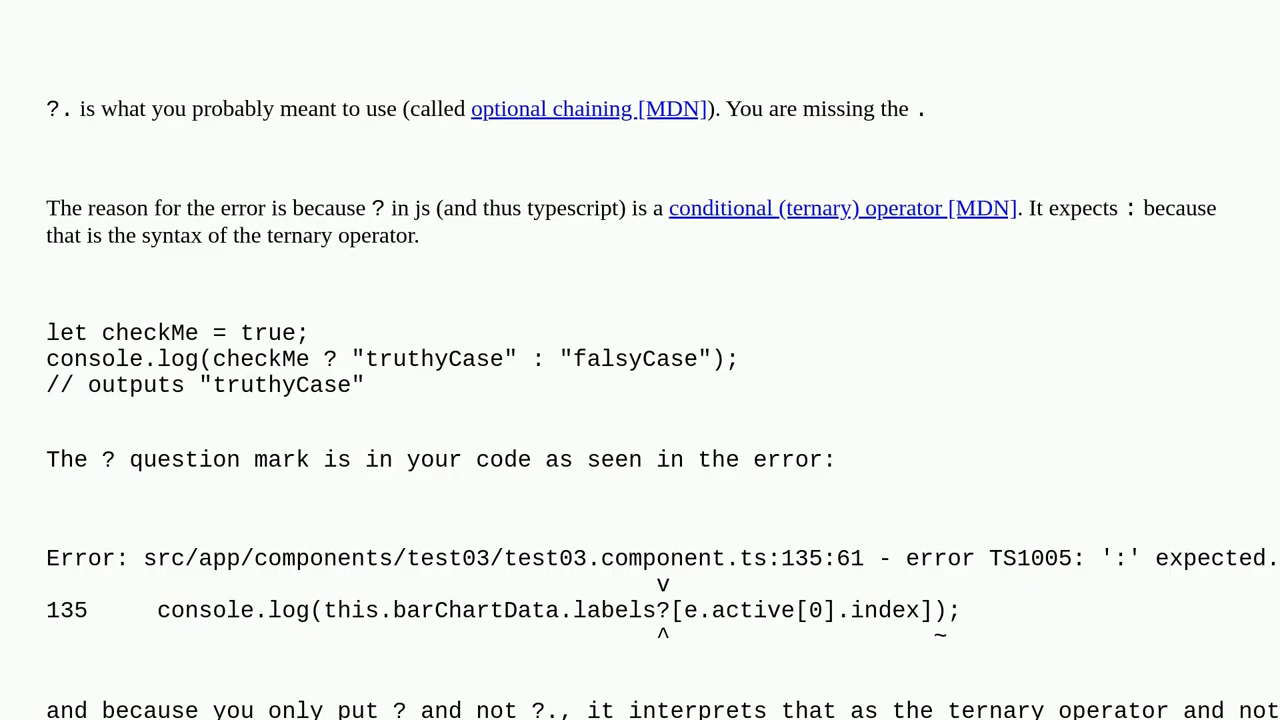 ?. is what you probably meant to use (called optional chaining [MDN]). You are missing the .
The reason for the error is because ? in js (and thus typescript) is a conditional (ternary) operator [MDN]. It expects : because
that is the syntax of the ternary operator.
let checkMe = true;
console.log(checkMe ? "truthyCase" : "falsyCase");
// outputs "truthyCase"
The ? question mark is in your code as seen in the error:
Error: src/app/components/test03/test03.component.ts:135:61 - error TS1005: ':' expected.
v
135     console.log(this.barChartData.labels?[e.active[0].index]);
^                   ~
and because you only put ? and not ?., it interprets that as the ternary operator and not